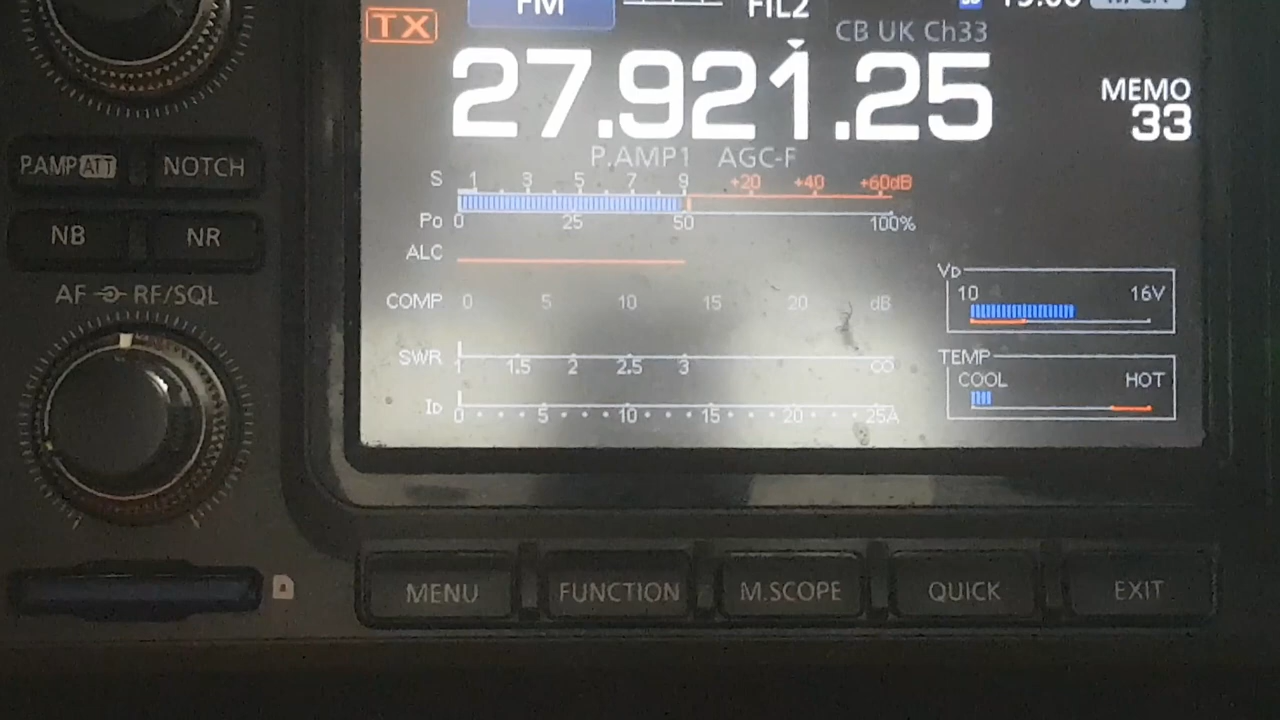 FM FIL2
TX
CB UK Ch33
27.921.25
MEMO
33
P.AMP1 AGC-F
S 1 3 5 7 9 +20 +40 +60dB
Po 0 25 50 100%
ALC
COMP 0 5 10 15 20 dB
SWR 1 1.5 2 2.5 3 ∞
ID 0 5 10 15 20 25A
VD
10 16V
TEMP
COOL HOT
P.AMP ATT NOTCH
NB NR
AF RF/SQL
MENU FUNCTION M.SCOPE QUICK EXIT